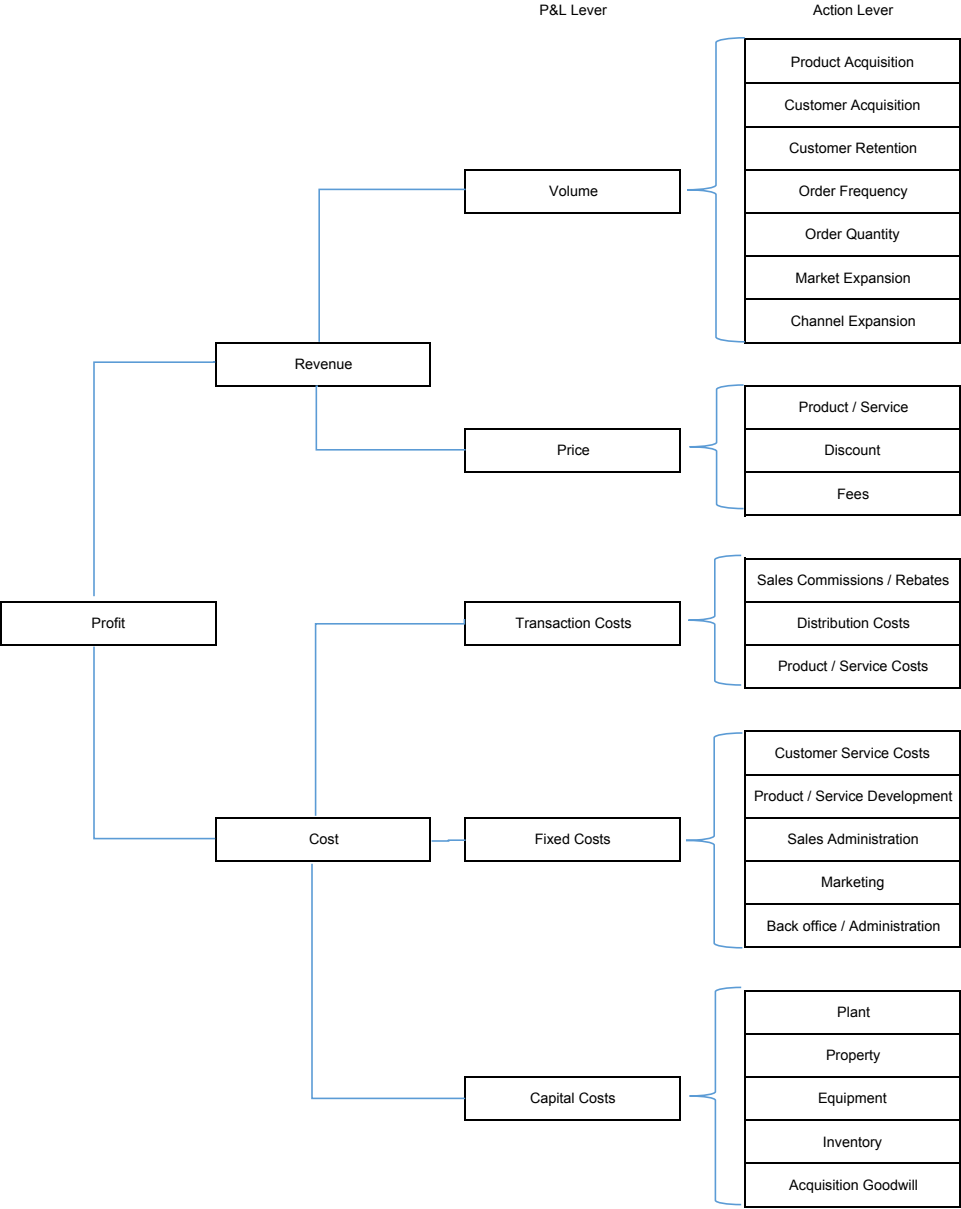 P&L Lever
Action Lever
Product Acquisition
Customer Acquisition
Customer Retention
Volume
Order Frequency
Order Quantity
Market Expansion
Channel Expansion
Revenue
Product / Service
Price
Discount
Fees
Sales Commissions / Rebates
Profit
Transaction Costs
Distribution Costs
Product / Service Costs
Customer Service Costs
Product / Service Development
Cost
Fixed Costs
Sales Administration
Marketing
Back office / Administration
Plant
Property
Capital Costs
Equipment
Inventory
Acquisition Goodwill